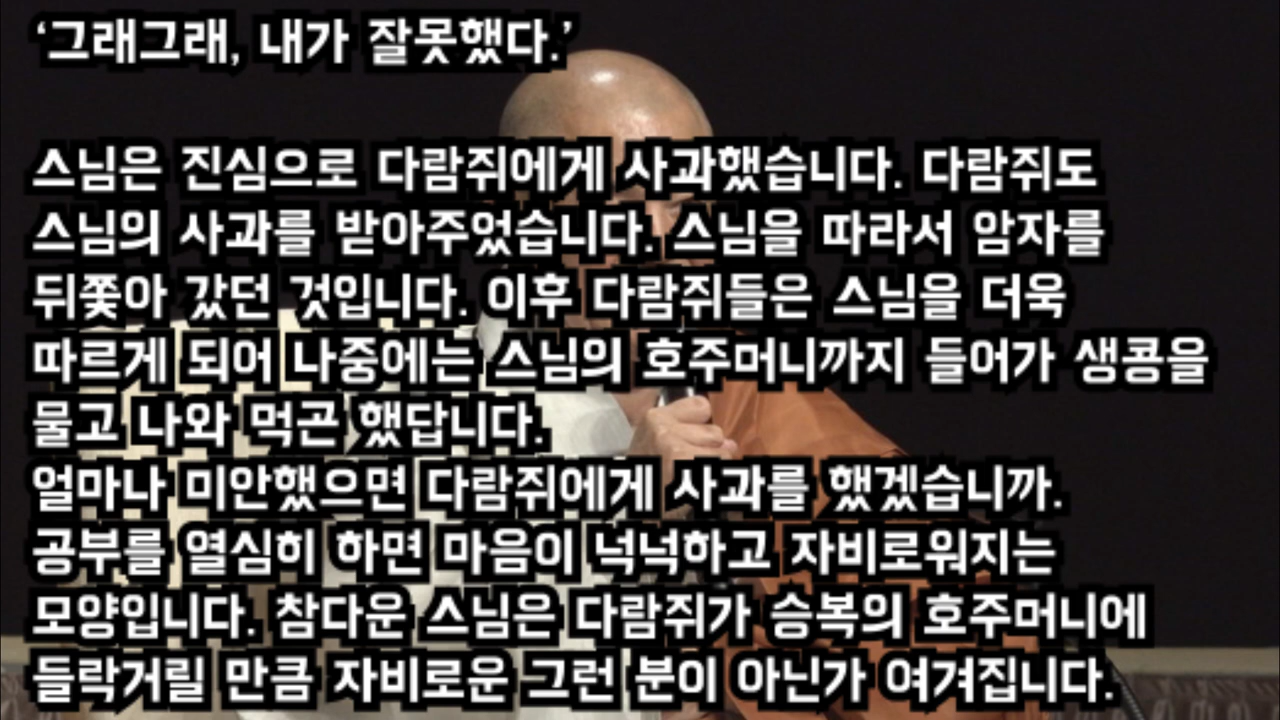 ‘그래그래, 내가 잘못했다.’
스님은 진심으로 다람쥐에게 사과했습니다. 다람쥐도
스님의 사과를 받아주었습니다. 스님을 따라서 암자를
뒤쫓아 갔던 것입니다. 이후 다람쥐들은 스님을 더욱
따르게 되어 나중에는 스님의 호주머니까지 들어가 생콩을
물고 나와 먹곤 했답니다.
얼마나 미안했으면 다람쥐에게 사과를 했겠습니까.
공부를 열심히 하면 마음이 넉넉하고 자비로워지는
모양입니다. 참다운 스님은 다람쥐가 승복의 호주머니에
들락거릴 만큼 자비로운 그런 분이 아닌가 여겨집니다.